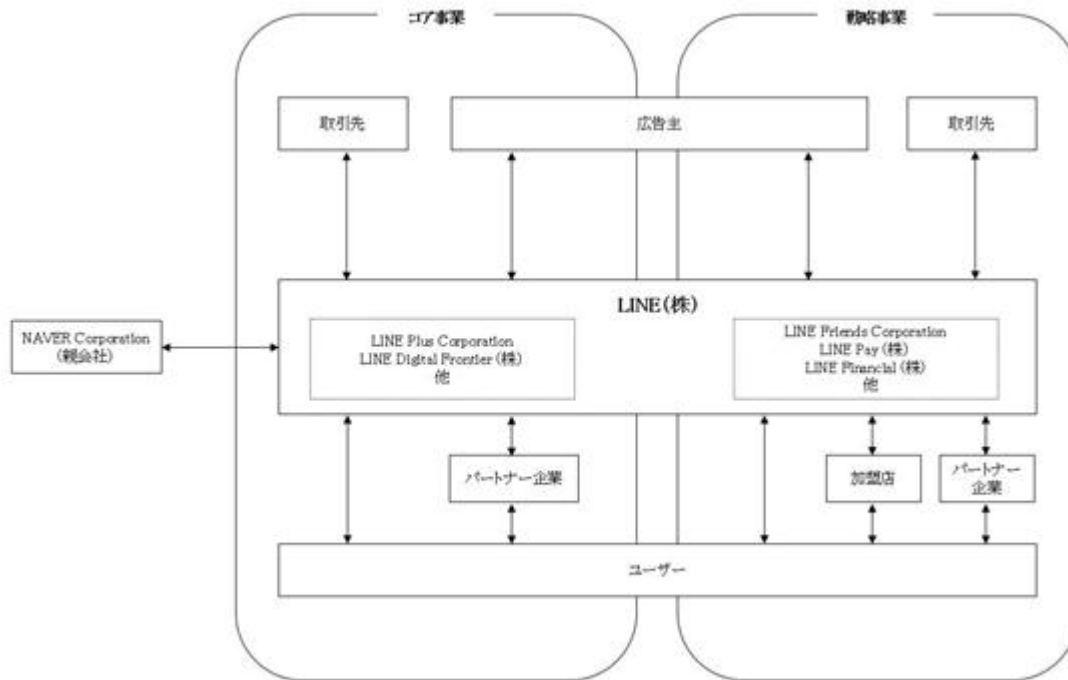 コア事業
戦略事業
取引先
広告主
取引先
LINE(株)
NAVER Corporation
(親会社)
LINE Plus Corporation
LINE Digital Frontier(株)
他
LINE Friends Corporation
LINE Pay(株)
LINE Financial(株)
他
パートナー企業
加盟店
パートナー
企業
ユーザー